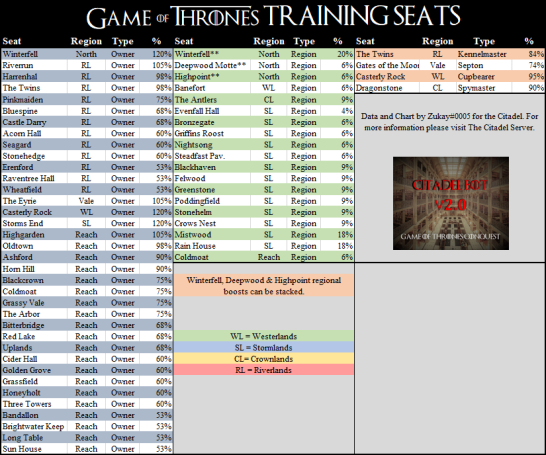 GAME OF THRONES TRAINING SEATS
Seat Region Type %
Winterfell North Owner 120%
Riverrun RL Owner 105%
Harrenhal RL Owner 98%
The Twins RL Owner 98%
Pinkmaiden RL Owner 75%
Bluespine RL Owner 68%
Castle Darry RL Owner 68%
Acorn Hall RL Owner 60%
Seagard RL Owner 60%
Stonehedge RL Owner 60%
Erenford RL Owner 53%
Raventree Hall RL Owner 53%
Wheatfield RL Owner 53%
The Eyrie Vale Owner 105%
Casterly Rock WL Owner 120%
Storms End SL Owner 120%
Highgarden Reach Owner 105%
Oldtown Reach Owner 98%
Ashford Reach Owner 90%
Horn Hill Reach Owner 90%
Blackcrown Reach Owner 75%
Coldmoat Reach Owner 75%
Grassy Vale Reach Owner 75%
The Arbor Reach Owner 75%
Bitterbridge Reach Owner 68%
Red Lake Reach Owner 68%
Uplands Reach Owner 68%
Cider Hall Reach Owner 60%
Golden Grove Reach Owner 60%
Grassfield Reach Owner 60%
Honeyholt Reach Owner 60%
Three Towers Reach Owner 60%
Bandallon Reach Owner 53%
Brightwater Keep Reach Owner 53%
Long Table Reach Owner 53%
Sun House Reach Owner 53%
Seat Region Type %
Winterfell** North Region 20%
Deepwood Motte** North Region 6%
Highpoint** North Region 6%
Banefort WL Region 6%
The Antlers CL Region 9%
Evenfall Hall SL Region 4%
Bronzegate SL Region 6%
Griffins Roost SL Region 6%
Nightsong SL Region 6%
Steadfast Pav. SL Region 6%
Blackhaven SL Region 9%
Felwood SL Region 9%
Greenstone SL Region 9%
Poddingfield SL Region 9%
Stonehelm SL Region 9%
Crows Nest SL Region 9%
Mistwood SL Region 18%
Rain House SL Region 18%
Coldmoat Reach Region 6%
Winterfell, Deepwood & Highpoint regional
boosts can be stacked.
WL = Westerlands
SL = Stormlands
CL= Crownlands
RL = Riverlands
Seat Region Type %
The Twins RL Kennelmaster 84%
Gates of the Moon Vale Septon 74%
Casterly Rock WL Cupbearer 95%
Dragonstone CL Spymaster 90%
Data and Chart by Zukay#0005 for the Citadel. For
more information please visit The Citadel Server.
CITADELBOT
V2.0
GAME OF THRONES CONQUEST